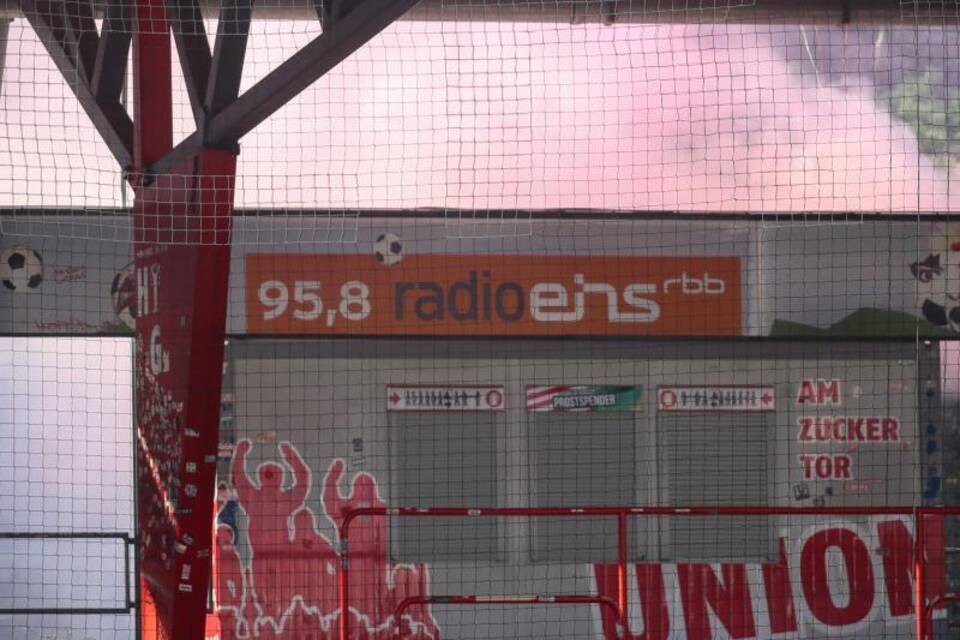 95,8 radioeins rbb
PROSTSPENDER
AM
ZUCKER
TOR
UNION